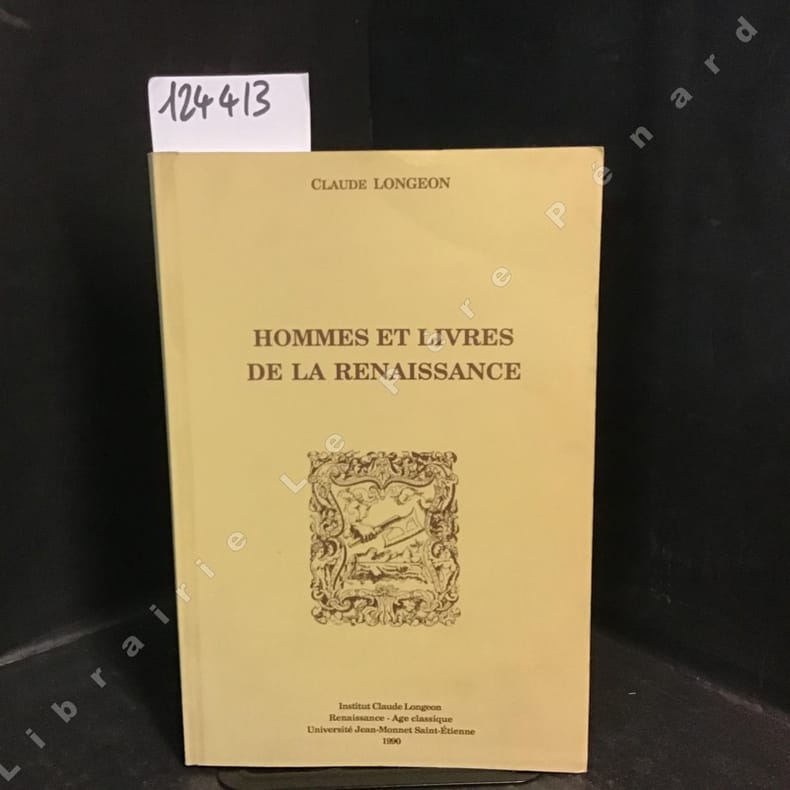 124413
CLAUDE LONGEON
HOMMES ET LIVRES
DE LA RENAISSANCE
Institut Claude Longeon
Renaissance - Age classique
Université Jean-Monnet Saint-Étienne
1990
Librairie Le Père Pénard